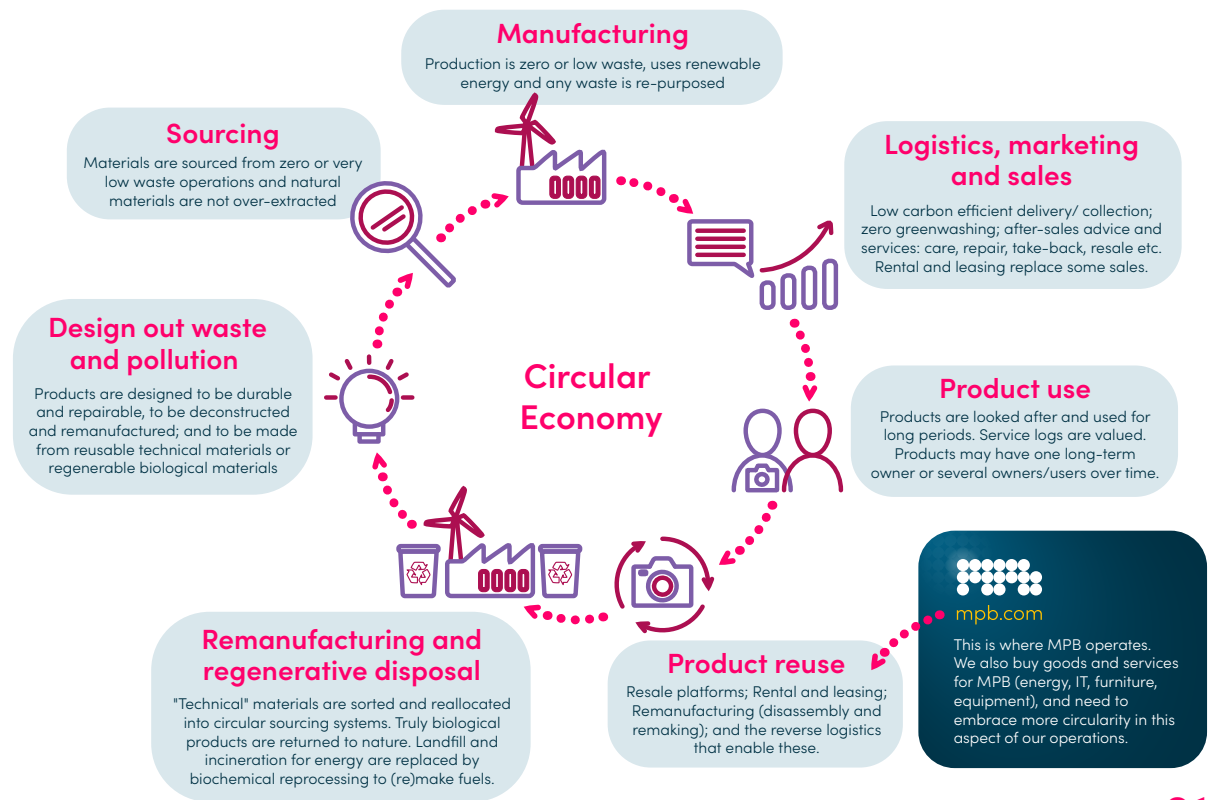 Manufacturing
Production is zero or low waste, uses renewable
energy and any waste is re-purposed
Sourcing
Materials are sourced from zero or very
low waste operations and natural
materials are not over-extracted
Logistics, marketing
and sales
Low carbon efficient delivery/ collection;
zero greenwashing; after-sales advice and
services: care, repair, take-back, resale etc.
Rental and leasing replace some sales.
Design out waste
and pollution
Products are designed to be durable
and repairable, to be deconstructed
and remanufactured; and to be made
from reusable technical materials or
regenerable biological materials
Circular
Economy
Product use
Products are looked after and used for
long periods. Service logs are valued.
Products may have one long-term
owner or several owners/users over time.
mpb
mpb.com
This is where MPB operates.
We also buy goods and services
for MPB (energy, IT, furniture,
equipment), and need to
embrace more circularity in this
aspect of our operations.
Remanufacturing and
regenerative disposal
"Technical" materials are sorted and reallocated
into circular sourcing systems. Truly biological
products are returned to nature. Landfill and
incineration for energy are replaced by
biochemical reprocessing to (re)make fuels.
Product reuse
Resale platforms; Rental and leasing;
Remanufacturing (disassembly and
remaking); and the reverse logistics
that enable these.